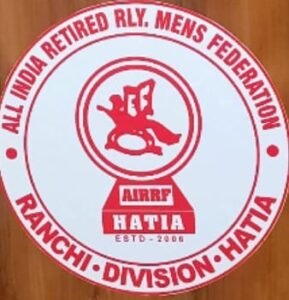 ALL INDIA RETIRED RLY. MENS FEDERATION
AIRRF
HATIA
ESTD - 2006
RANCHI • DIVISION • HATIA